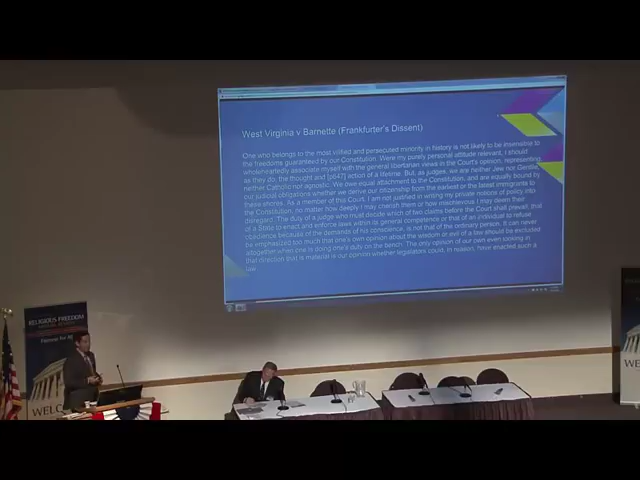 West Virginia v Barnette (Frankfurter's Dissent)
One who belongs to the most vilified and persecuted minority in history is not likely to be insensible to
the freedoms guaranteed by our Constitution. Were my purely personal attitude relevant, I should
wholeheartedly associate myself with the general libertarian views in the Court's opinion, representing,
as they do, the thought and [p647] action of a lifetime. But, as judges, we are neither Jew nor Gentile,
neither Catholic nor agnostic. We owe equal attachment to the Constitution, and are equally bound by
our judicial obligations whether we derive our citizenship from the earliest or the latest immigrants to
these shores. As a member of this Court, I am not justified in writing my private notions of policy into
the Constitution, no matter how deeply I may cherish them or how mischievous I may deem their
disregard. The duty of a judge who must decide which of two claims before the Court shall prevail, that
of a State to enact and enforce laws within its general competence or that of an individual to refuse
obedience because of the demands of his conscience, is not that of the ordinary person. It can never
be emphasized too much that one's own opinion about the wisdom or evil of a law should be excluded
altogether when one is doing one's duty on the bench. The only opinion of our own even looking in
that direction that is material is our opinion whether legislators could, in reason, have enacted such a
law.
RELIGIOUS FREEDOM
WELC
WELC